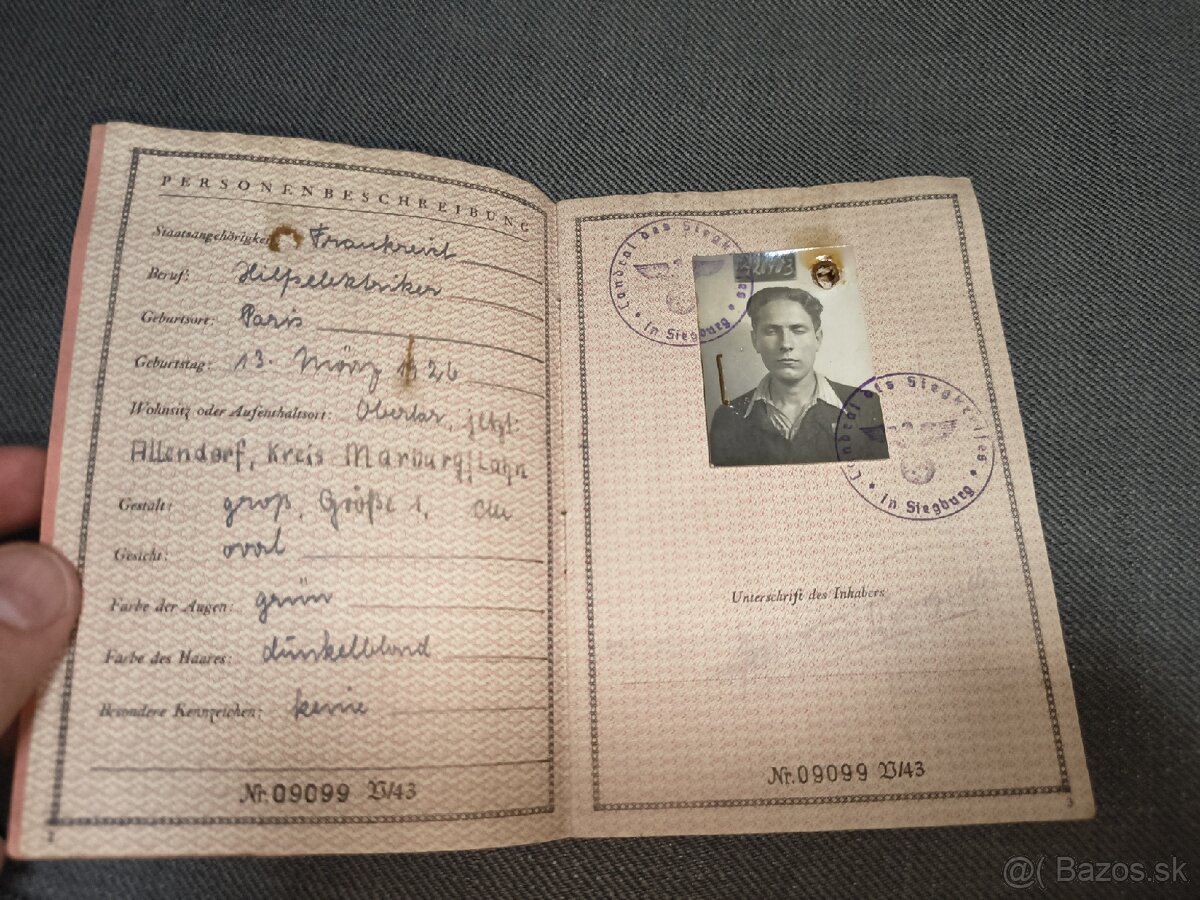 PERSONENBESCHREIBUNG
Staatsangehörigkeit Frankreich
Beruf: Hilfselektriker
Geburtsort: Paris
Geburtstag: 13. März 1926
Wohnsitz oder Aufenthaltsort: Oberlar, jetzt:
Allendorf, Kreis Marburg/Lahn
Gestalt: groß, Größe 1, cm
Gesicht: oval
Farbe der Augen: grün
Farbe des Haares: dunkelblond
Besondere Kennzeichen: keine
Nr. 09099 V/43
Landrat des Siegkreises
in Siegburg
Landrat des Siegkreises
in Siegburg
Unterschrift des Inhabers
Nr. 09099 V/43
3
@( Bazos.sk